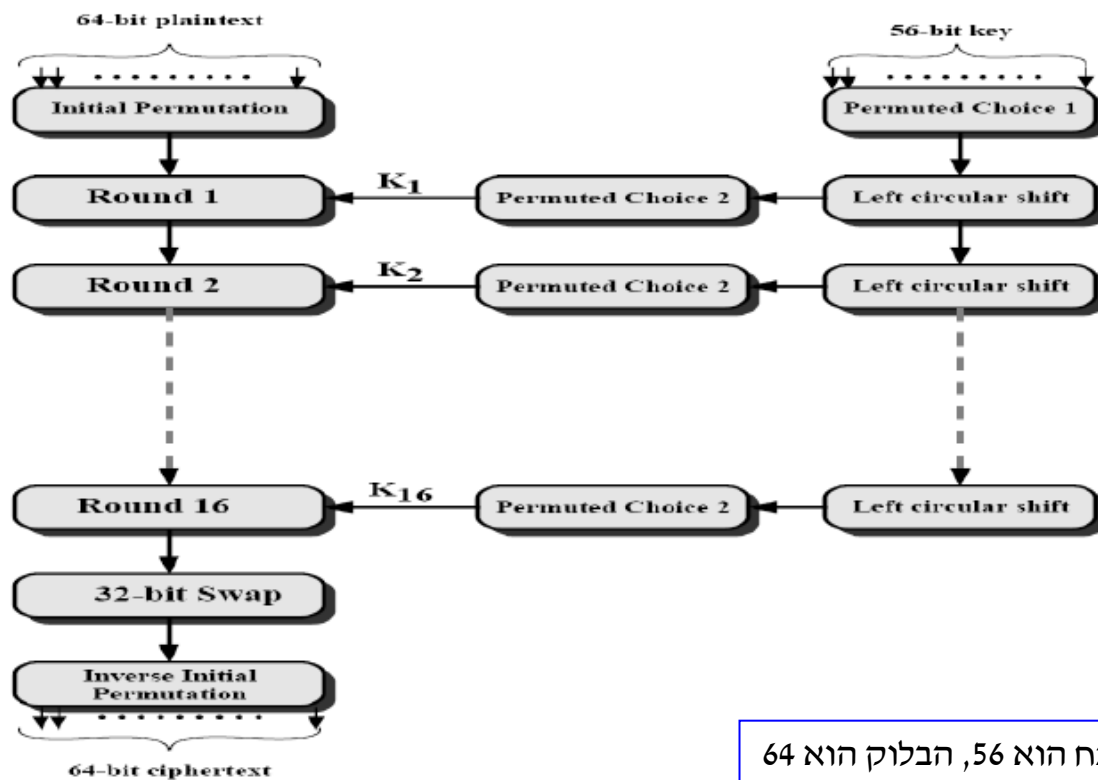 64-bit plaintext
56-bit key
Initial Permutation
Permuted Choice 1
Round 1
K1
Permuted Choice 2
Left circular shift
Round 2
K2
Permuted Choice 2
Left circular shift
Round 16
K16
Permuted Choice 2
Left circular shift
32-bit Swap
Inverse Initial
Permutation
64-bit ciphertext
הוא 56, הבלוק הוא 64